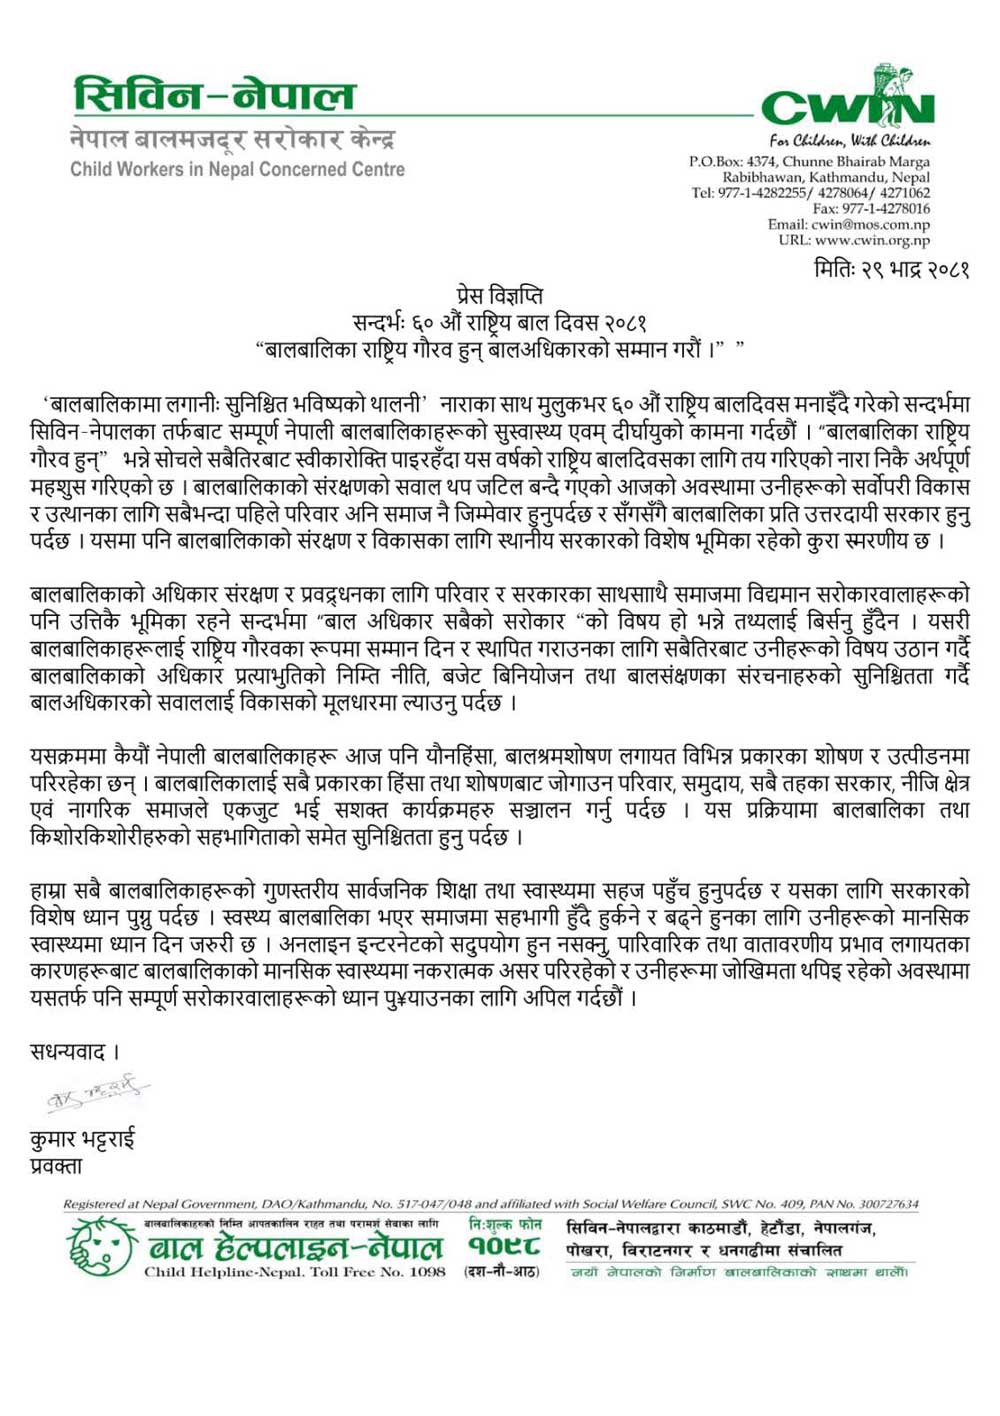 सिविन-नेपाल
नेपाल बालमजदूर सरोकार केन्द्र
Child Workers in Nepal Concerned Centre
CWIN
For Children, With Children
P.O.Box: 4374, Chunne Bhairab Marga
Rabibhawan, Kathmandu, Nepal
Tel: 977-1-4282255/ 4278064/ 4271062
Fax: 977-1-4278016
Email: cwin@mos.com.np
URL: www.cwin.org.np
मितिः २९ भाद्र २०८१
प्रेस विज्ञप्ति
सन्दर्भः ६० औं राष्ट्रिय बाल दिवस २०८१
“बालबालिका राष्ट्रिय गौरव हुन् बालअधिकारको सम्मान गरौं ।” ”
‘बालबालिकामा लगानीः सुनिश्चित भविष्यको थालनी’ नाराका साथ मुलुकभर ६० औं राष्ट्रिय बालदिवस मनाइँदै गरेको सन्दर्भमा
सिविन-नेपालका तर्फबाट सम्पूर्ण नेपाली बालबालिकाहरूको सुस्वास्थ्य एवम् दीर्घायुको कामना गर्दछौं । “बालबालिका राष्ट्रिय
गौरव हुन्” भन्ने सोचले सबैतिरबाट स्वीकारोक्ति पाइरहँदा यस वर्षको राष्ट्रिय बालदिवसका लागि तय गरिएको नारा निकै अर्थपूर्ण
महशुस गरिएको छ । बालबालिकाको संरक्षणको सवाल थप जटिल बन्दै गएको आजको अवस्थामा उनीहरूको सर्वोपरी विकास
र उत्थानका लागि सबैभन्दा पहिले परिवार अनि समाज नै जिम्मेवार हुनुपर्दछ र सँगसँगै बालबालिका प्रति उत्तरदायी सरकार हुनु
पर्दछ । यसमा पनि बालबालिकाको संरक्षण र विकासका लागि स्थानीय सरकारको विशेष भूमिका रहेको कुरा स्मरणीय छ ।
बालबालिकाको अधिकार संरक्षण र प्रवद्र्धनका लागि परिवार र सरकारका साथसााथै समाजमा विद्यमान सरोकारवालाहरूको
पनि उत्तिकै भूमिका रहने सन्दर्भमा “बाल अधिकार सबैको सरोकार “को विषय हो भन्ने तथ्यलाई बिर्सनु हुँदैन । यसरी
बालबालिकाहरूलाई राष्ट्रिय गौरवका रूपमा सम्मान दिन र स्थापित गराउनका लागि सबैतिरबाट उनीहरूको विषय उठान गर्दै
बालबालिकाको अधिकार प्रत्याभुतिको निम्ति नीति, बजेट बिनियोजन तथा बालसंक्षणका संरचनाहरुको सुनिश्चितता गर्दै
बालअधिकारको सवाललाई विकासको मूलधारमा ल्याउनु पर्दछ ।
यसक्रममा कैयौं नेपाली बालबालिकाहरू आज पनि यौनहिंसा, बालश्रमशोषण लगायत विभिन्न प्रकारका शोषण र उत्पीडनमा
परिरहेका छन् । बालबालिकालाई सबै प्रकारका हिंसा तथा शोषणबाट जोगाउन परिवार, समुदाय, सबै तहका सरकार, नीजि क्षेत्र
एवं नागरिक समाजले एकजुट भई सशक्त कार्यक्रमहरु सञ्चालन गर्नु पर्दछ । यस प्रक्रियामा बालबालिका तथा
किशोरकिशोरीहरुको सहभागिताको समेत सुनिश्चितता हुनु पर्दछ ।
हाम्रा सबै बालबालिकाहरूको गुणस्तरीय सार्वजनिक शिक्षा तथा स्वास्थ्यमा सहज पहुँच हुनुपर्दछ र यसका लागि सरकारको
विशेष ध्यान पुग्नु पर्दछ । स्वस्थ्य बालबालिका भएर समाजमा सहभागी हुँदै हुर्कने र बढ्ने हुनका लागि उनीहरूको मानसिक
स्वास्थ्यमा ध्यान दिन जरुरी छ । अनलाइन इन्टरनेटको सदुपयोग हुन नसक्नु, पारिवारिक तथा वातावरणीय प्रभाव लगायतका
कारणहरूबाट बालबालिकाको मानसिक स्वास्थ्यमा नकरात्मक असर परिरहेको र उनीहरूमा जोखिमता थपिइ रहेको अवस्थामा
यसतर्फ पनि सम्पूर्ण सरोकारवालाहरूको ध्यान पु¥याउनका लागि अपिल गर्दछौं ।
सधन्यवाद ।
कुमार भट्टराई
प्रवक्ता
Registered at Nepal Government, DAO/Kathmandu, No. 517-047/048 and affiliated with Social Welfare Council, SWC No. 409, PAN No. 300727634
बालबालिकाहरुको निम्ति आपतकालिन राहत तथा परामर्श सेवाका लागि
बाल हेल्पलाइन-नेपाल
Child Helpline-Nepal. Toll Free No. 1098
निःशुल्क फोन
१०९८
(दश-नौ-आठ)
सिविन-नेपालद्वारा काठमाडौं, हेटौंडा, नेपालगंज,
पोखरा, विराटनगर र धनगढीमा संचालित
नयाँ नेपालको निर्माण बालबालिकाको साथमा थालौं।